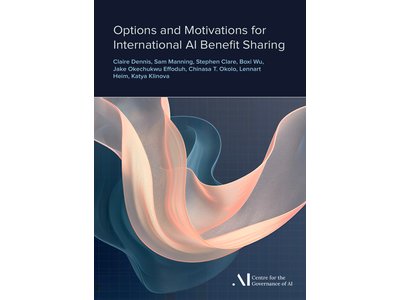 Options and Motivations for
International AI Benefit Sharing
Claire Dennis, Sam Manning, Stephen Clare, Boxi Wu,
Jake Okechukwu Effoduh, Chinasa T. Okolo, Lennart
Heim, Katya Klinova
AI Centre for the
Governance of AI